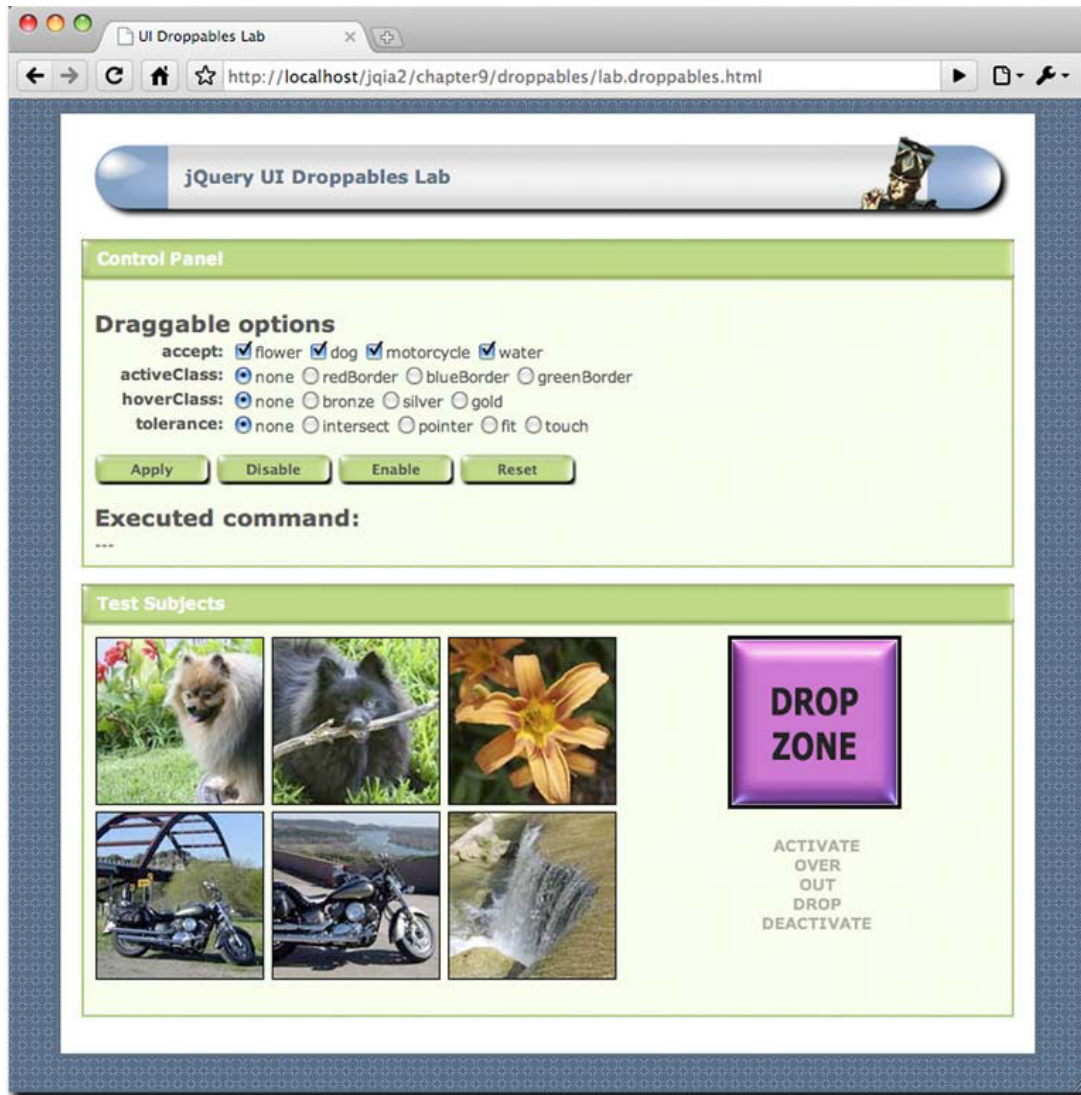 UI Droppables Lab
http://localhost/jqia2/chapter9/droppables/lab.droppables.html
jQuery UI Droppables Lab
Control Panel
Draggable options
accept: flower dog motorcycle water
activeClass: none redBorder blueBorder greenBorder
hoverClass: none bronze silver gold
tolerance: none intersect pointer fit touch
Apply Disable Enable Reset
Executed command:
---
Test Subjects
DROP
ZONE
ACTIVATE
OVER
OUT
DROP
DEACTIVATE